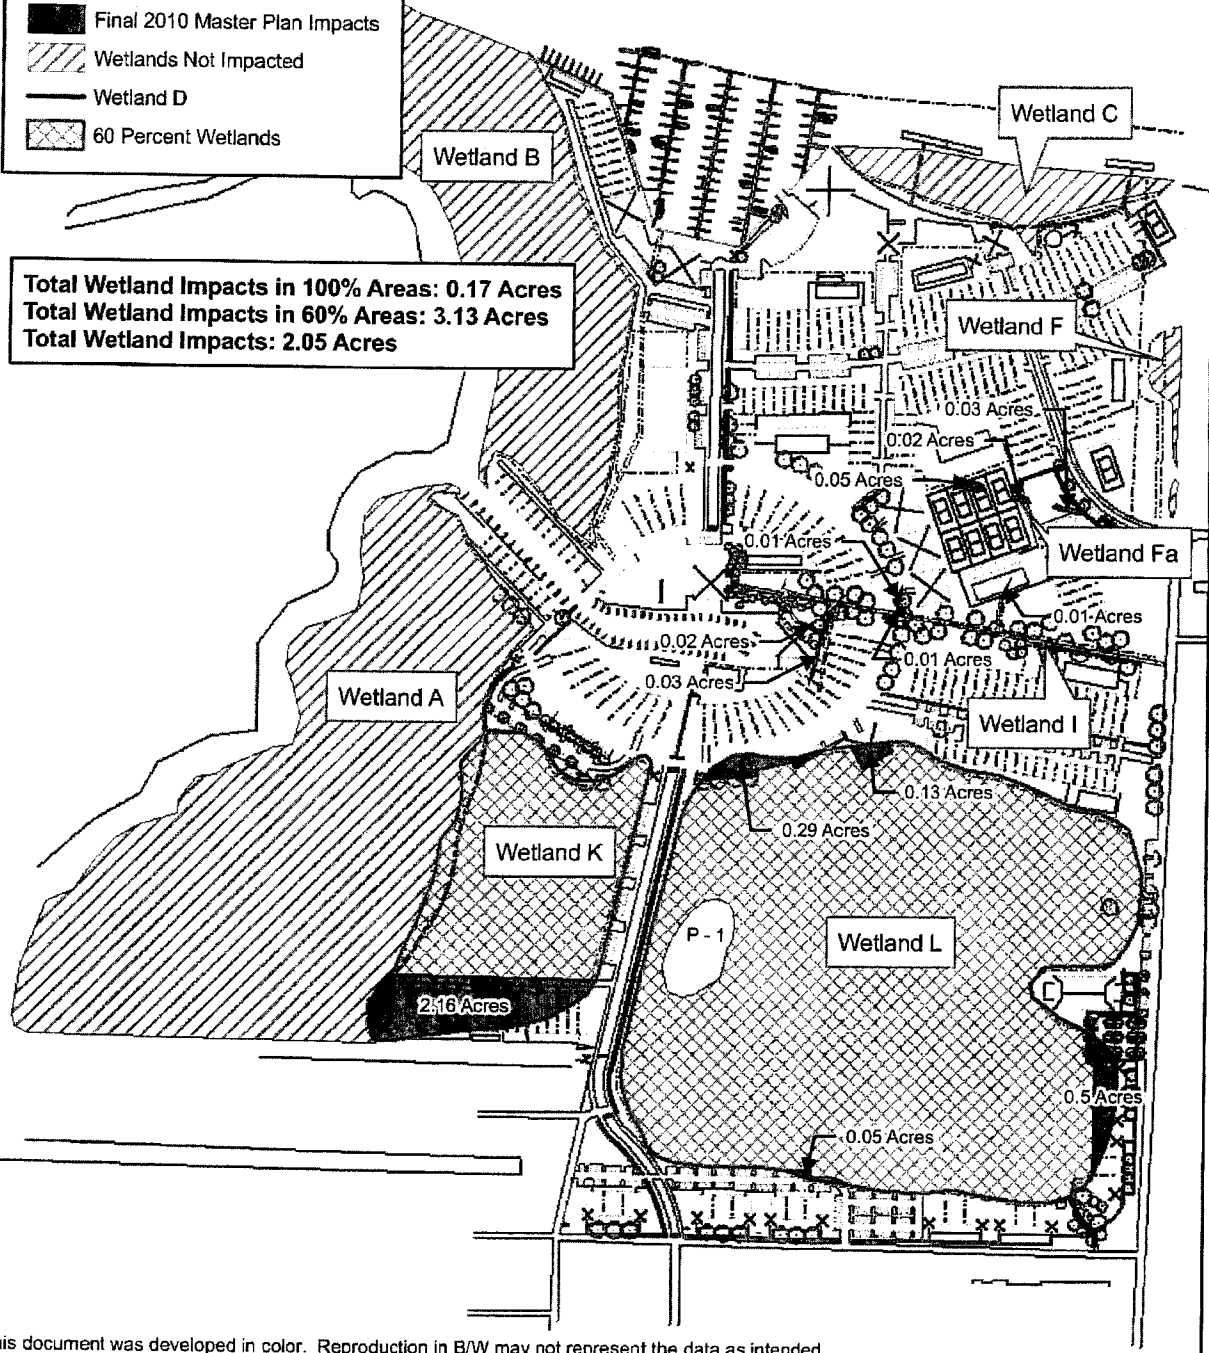 Final 2010 Master Plan Impacts
Wetlands Not Impacted
Wetland D
60 Percent Wetlands
Wetland B
Wetland C
Total Wetland Impacts in 100% Areas: 0.17 Acres
Total Wetland Impacts in 60% Areas: 3.13 Acres
Total Wetland Impacts: 2.05 Acres
Wetland F
0.03 Acres
0.02 Acres
0.05 Acres
0.01 Acres
Wetland Fa
0.01 Acres
0.02 Acres
0.01 Acres
0.03 Acres
Wetland A
Wetland I
0.13 Acres
0.29 Acres
Wetland K
P - 1
Wetland L
2.16 Acres
0.5 Acres
0.05 Acres
his document was developed in color. Reproduction in B/W may not represent the data as intended.